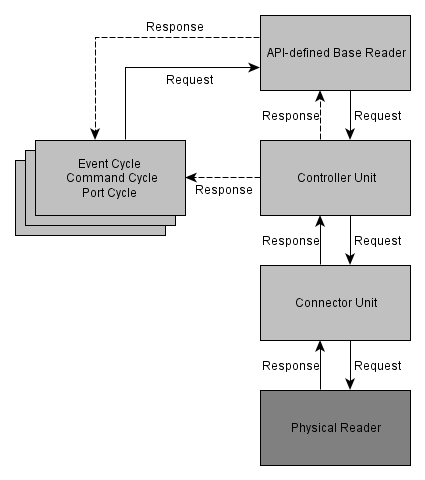 Response
API-defined Base Reader
Request
Response
Request
Event Cycle
Command Cycle
Port Cycle
Response
Controller Unit
Response
Request
Connector Unit
Response
Request
Physical Reader